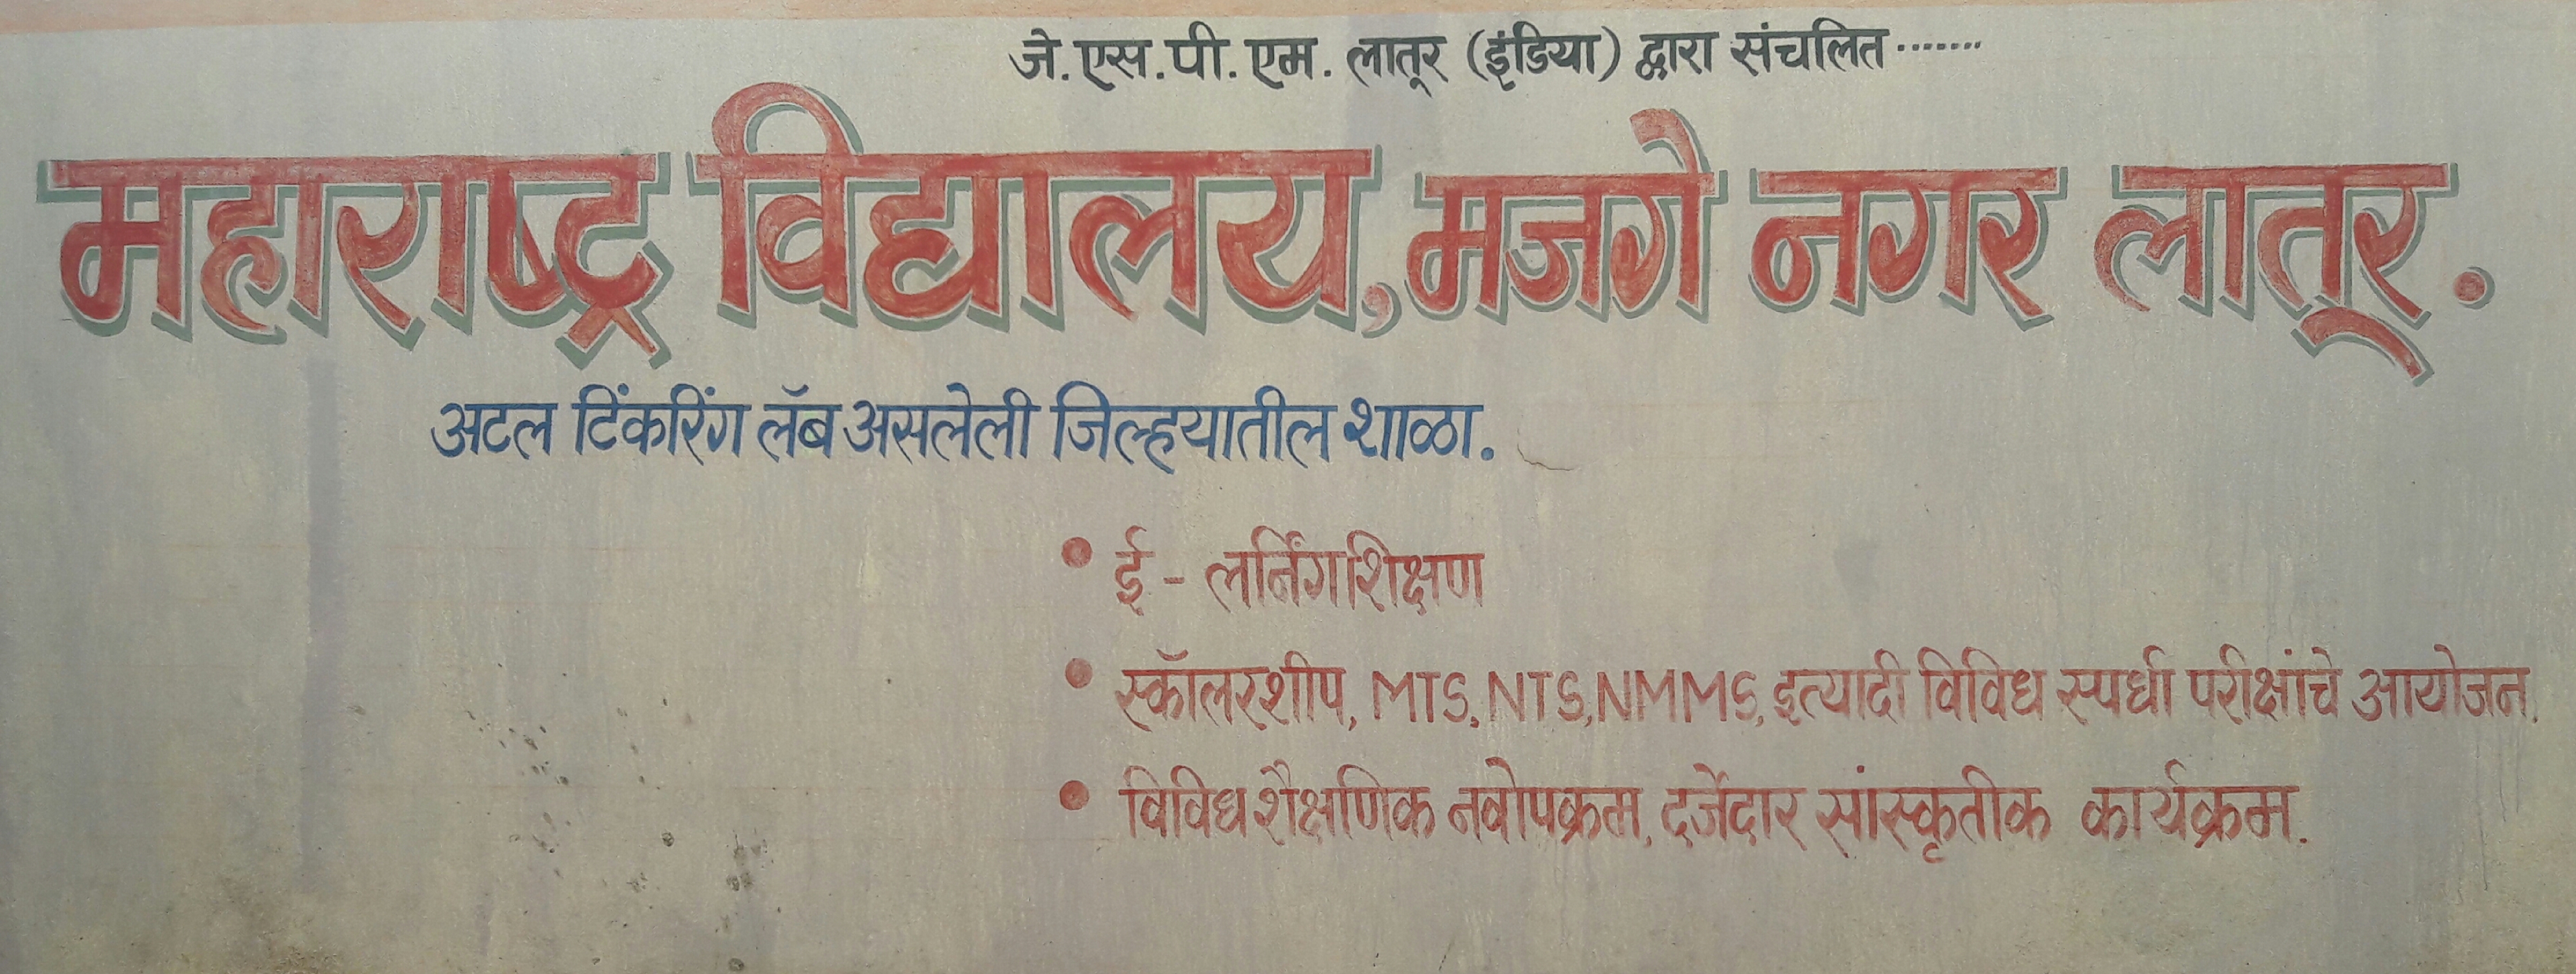 जे.एस.पी.एम. लातूर (इंडिया) द्वारा संचलित.......
महाराष्ट्र विद्यालय, मजगे नगर लातूर.
अटल टिंकरिंग लॅब असलेली जिल्हयातील शाळा.
• ई - लर्निंग शिक्षण
• स्कॉलरशीप, MTS, NTS, NMMS, इत्यादी विविध स्पर्धा परीक्षांचे आयोजन.
• विविध शैक्षणिक नवोपक्रम, दर्जेदार सांस्कृतीक कार्यक्रम.